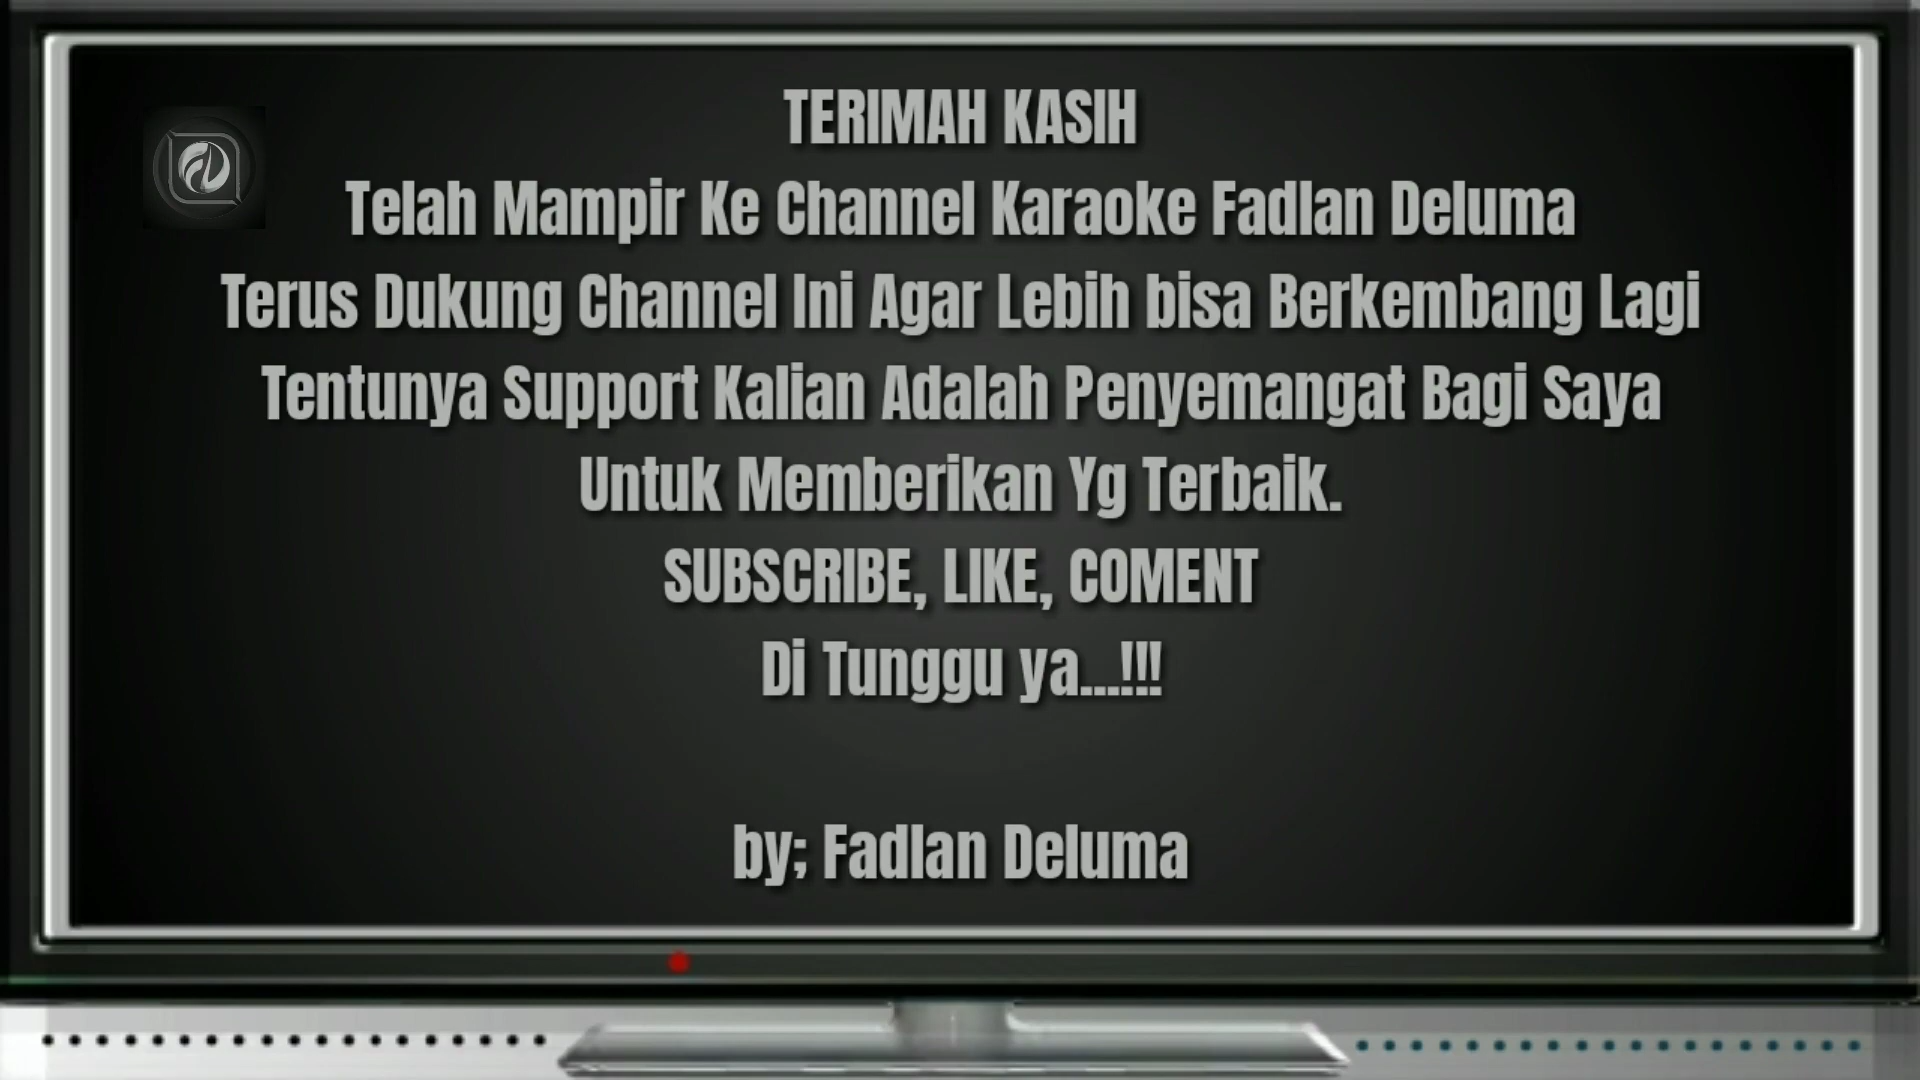 TERIMAH KASIH
Telah Mampir Ke Channel Karaoke Fadlan Deluma
Terus Dukung Channel Ini Agar Lebih bisa Berkembang Lagi
Tentunya Support Kalian Adalah Penyemangat Bagi Saya
Untuk Memberikan Yg Terbaik.
SUBSCRIBE, LIKE, COMENT
Di Tunggu ya...!!!
by; Fadlan Deluma